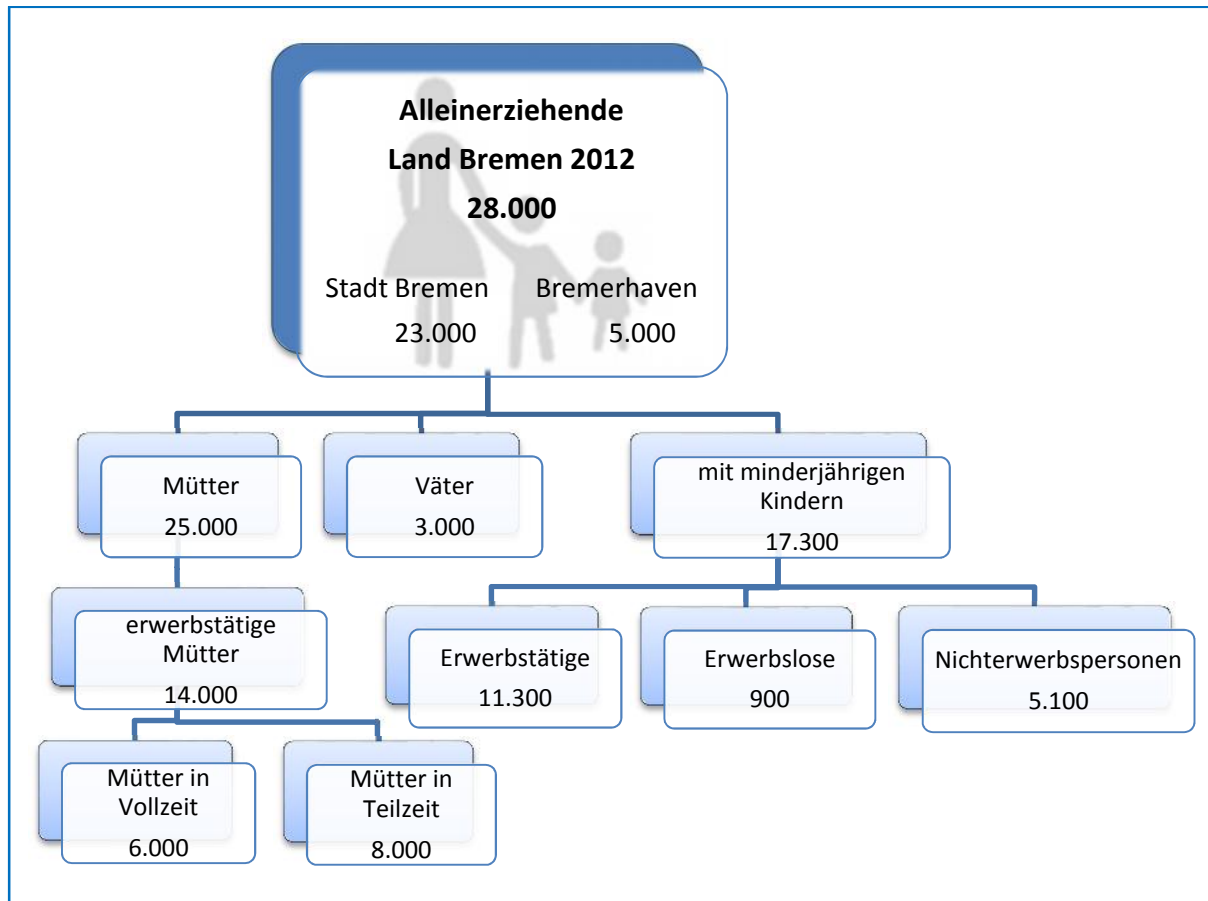 Alleinerziehende
Land Bremen 2012
28.000
Stadt Bremen Bremerhaven
23.000 5.000
Mütter
25.000
Väter
3.000
mit minderjährigen
Kindern
17.300
erwerbstätige
Mütter
14.000
Erwerbstätige
11.300
Erwerbslose
900
Nichterwerbspersonen
5.100
Mütter in
Vollzeit
6.000
Mütter in
Teilzeit
8.000